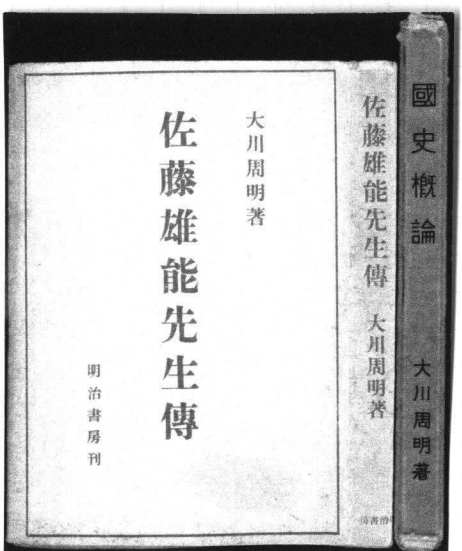 大川周明著
佐藤雄能先生傳
明治書房刊
佐藤雄能先生傳 大川周明著
國史概論 大川周明著